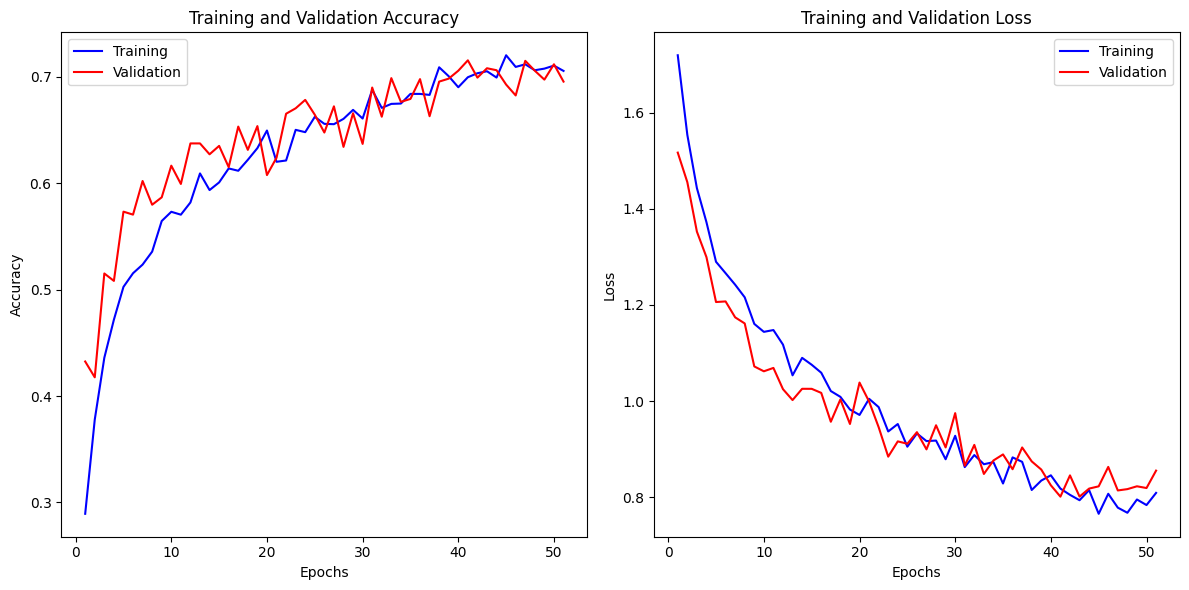 Training and Validation Accuracy
Training
Validation
0.7
0.6
0.5
0.4
0.3
Accuracy
0
10
20
30
40
50
Epochs
Training and Validation Loss
Training
Validation
1.6
1.4
1.2
1.0
0.8
Loss
0
10
20
30
40
50
Epochs